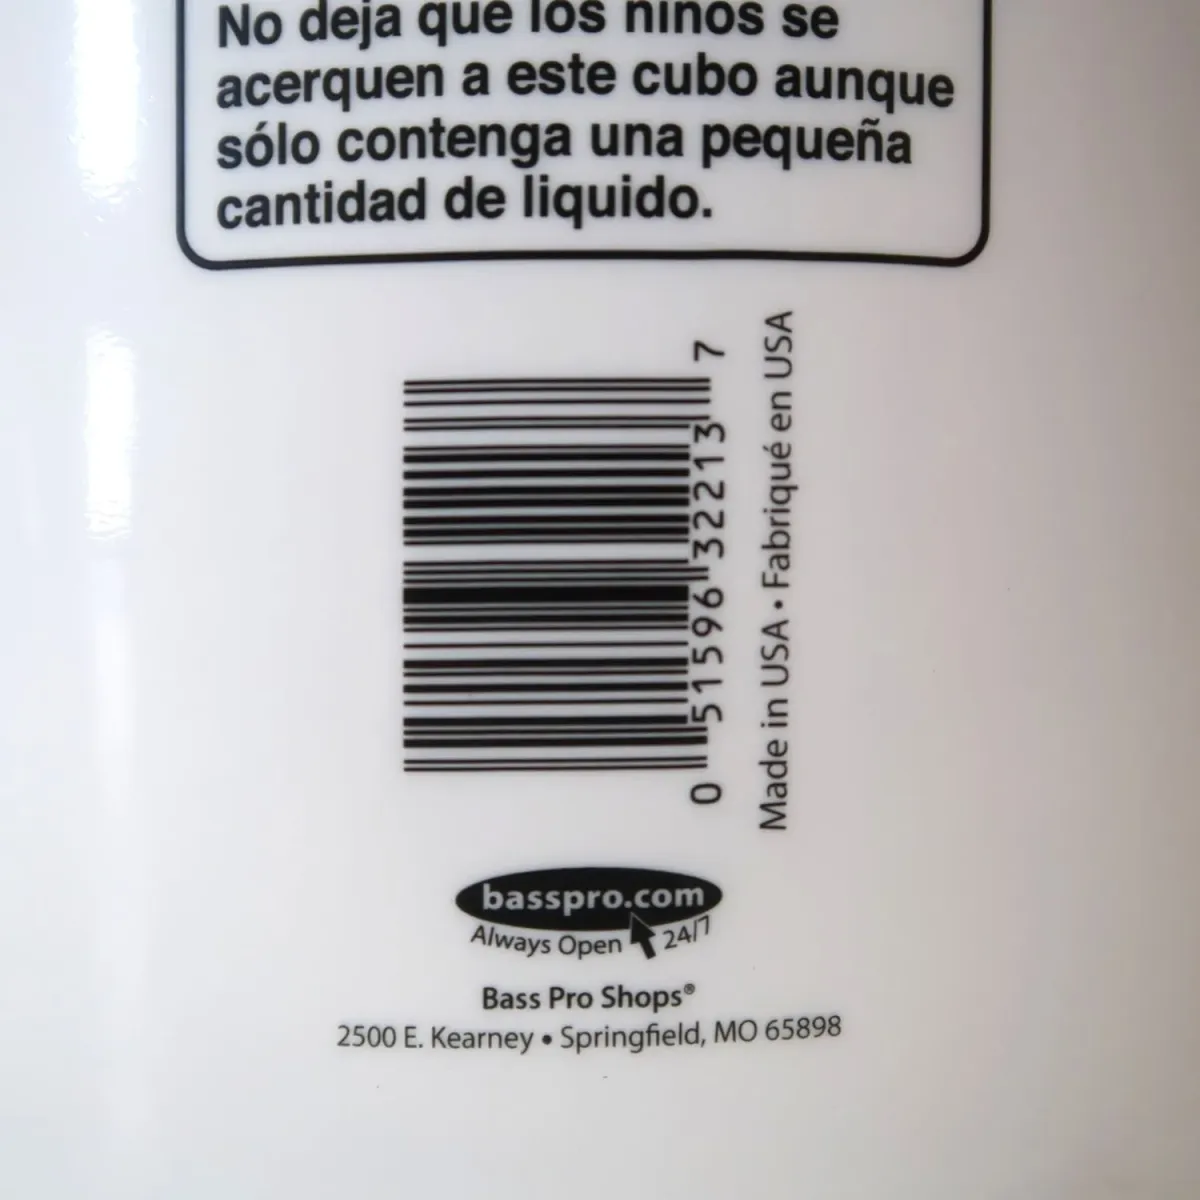 No deja que los niños se
acerquen a este cubo aunque
sólo contenga una pequeña
cantidad de liquido.
0 51596 32213 7
Made in USA • Fabriqué en USA
basspro.com
Always Open 24/7
Bass Pro Shops®
2500 E. Kearney • Springfield, MO 65898